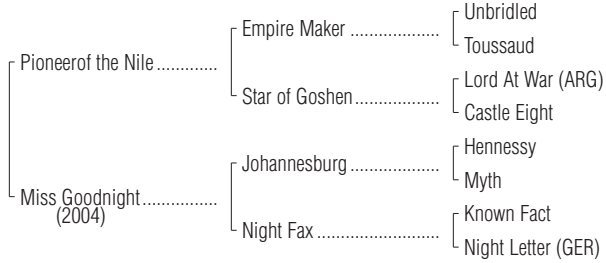 Unbridled
Empire Maker ..................
Toussaud
Pioneerof the Nile .............
Lord At War (ARG)
Star of Goshen.................
Castle Eight
Hennessy
Johannesburg ..................
Myth
Miss Goodnight................
(2004)
Known Fact
Night Fax .........................
Night Letter (GER)